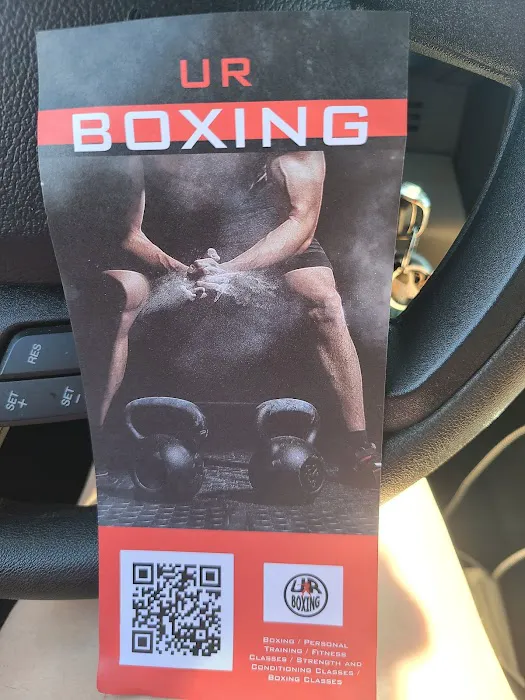 UR
BOXING
RES
SET
+
SET
-
UR
BOXING
BOXING / PERSONAL
TRAINING / FITNESS
CLASSES / STRENGTH AND
CONDITIONING CLASSES /
BOXING CLASSES